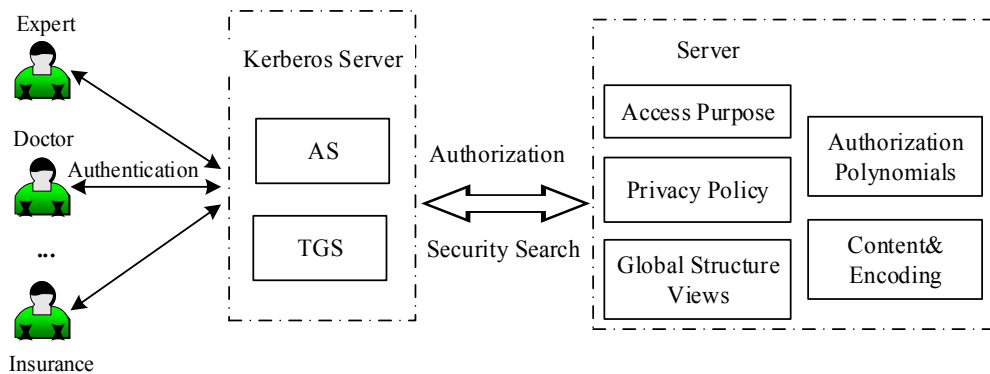 Expert
Doctor
Authentication
...
Insurance
Kerberos Server
AS
TGS
Authorization
Security Search
Server
Access Purpose
Privacy Policy
Global Structure
Views
Authorization
Polynomials
Content&
Encoding